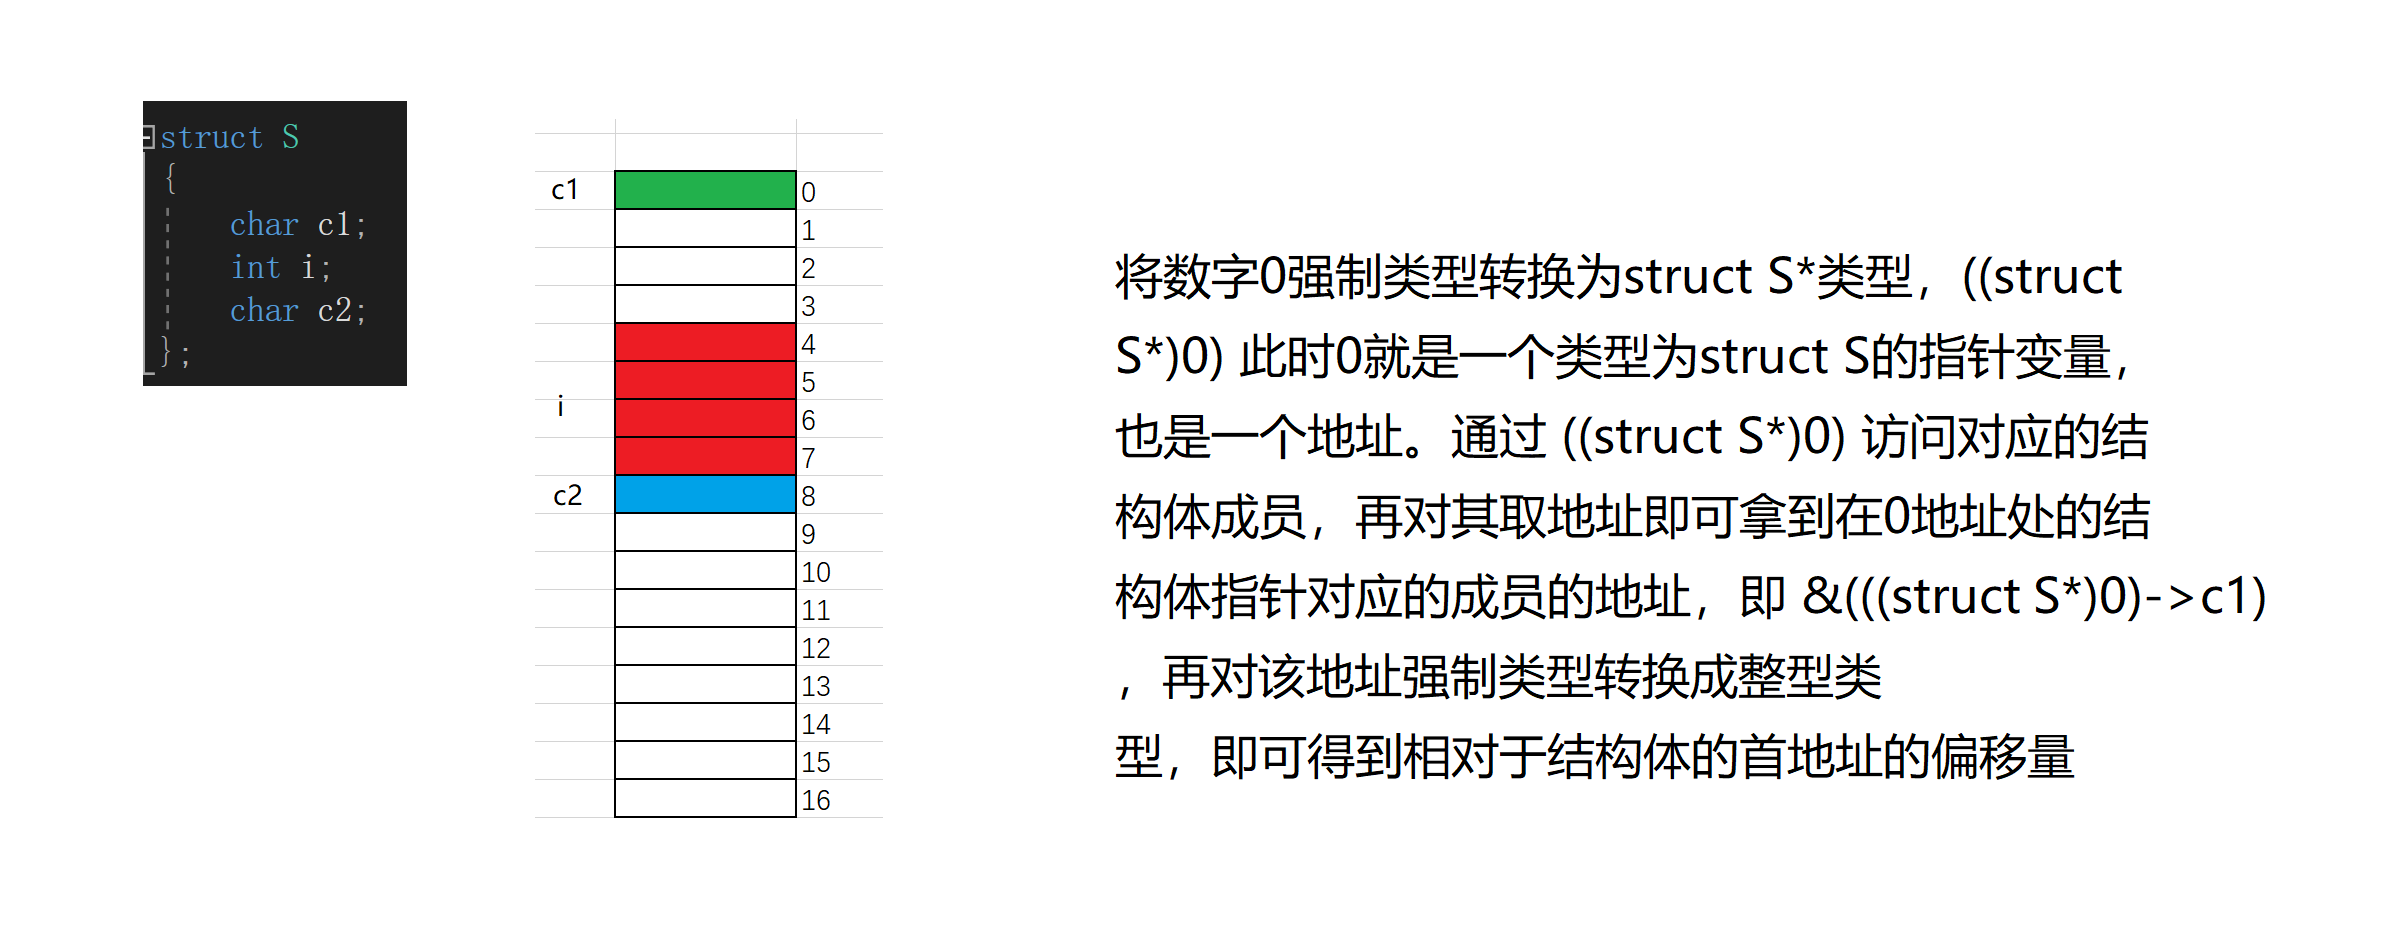 struct S
{
char c1;
int i;
char c2;
};
c1
0
1
2
3
4
5
i
6
7
c2
8
9
10
11
12
13
14
15
16
将数字0强制类型转换为struct S*类型，((struct
S*)0) 此时0就是一个类型为struct S的指针变量，
也是一个地址。通过 ((struct S*)0) 访问对应的结
构体成员，再对其取地址即可拿到在0地址处的结
构体指针对应的成员的地址，即 &(((struct S*)0)->c1)
，再对该地址强制类型转换成整型类
型，即可得到相对于结构体的首地址的偏移量